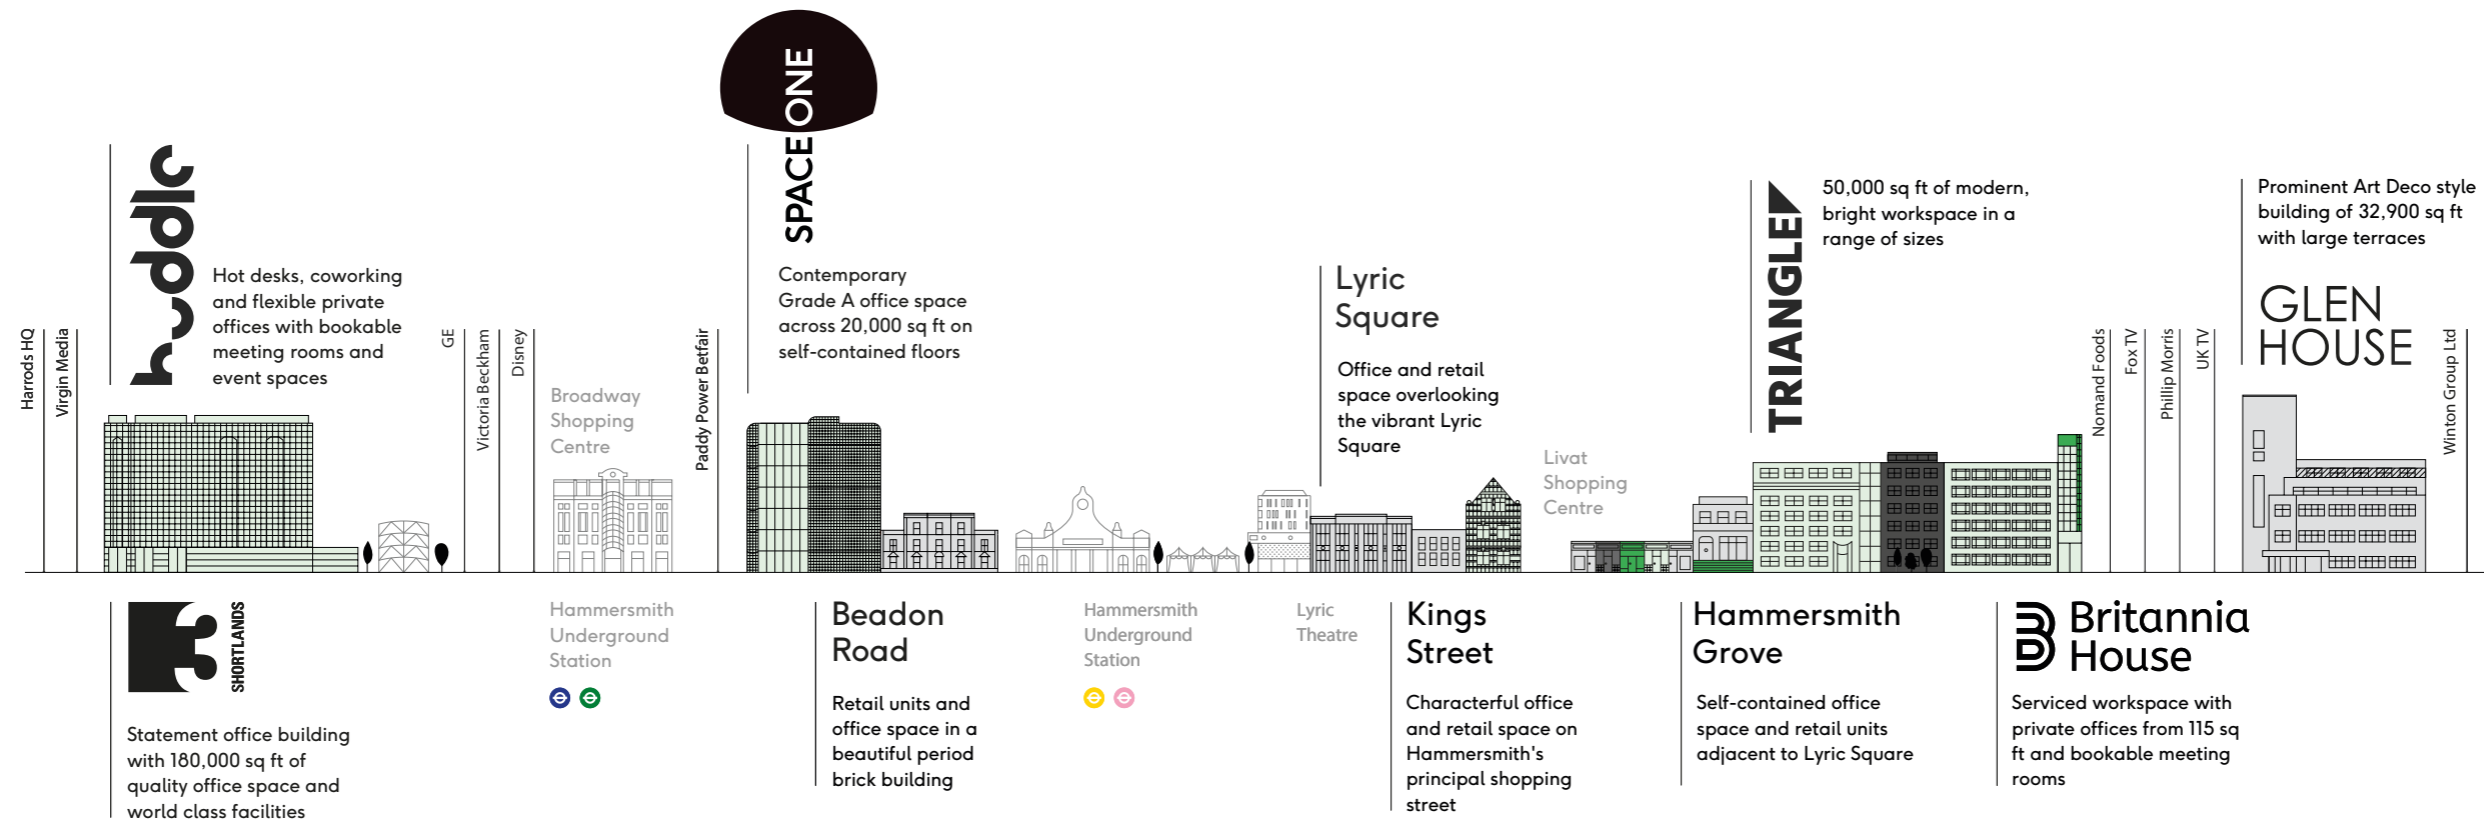 huddle
Hot desks, coworking
and flexible private
offices with bookable
meeting rooms and
event spaces
SPACE ONE
Contemporary
Grade A office space
across 20,000 sq ft on
self-contained floors
Lyric
Square
Office and retail
space overlooking
the vibrant Lyric
Square
TRIANGLE
50,000 sq ft of modern,
bright workspace in a
range of sizes
Prominent Art Deco style
building of 32,900 sq ft
with large terraces
GLEN
HOUSE
Harrods HQ
Virgin Media
GE
Victoria Beckham
Disney
Broadway
Shopping
Centre
Paddy Power Betfair
Livat
Shopping
Centre
Nomand Foods
Fox TV
Phillip Morris
UK TV
Winton Group Ltd
3
SHORTLANDS
Statement office building
with 180,000 sq ft of
quality office space and
world class facilities
Hammersmith
Underground
Station
Beadon
Road
Retail units and
office space in a
beautiful period
brick building
Hammersmith
Underground
Station
Lyric
Theatre
Kings
Street
Characterful office
and retail space on
Hammersmith's
principal shopping
street
Hammersmith
Grove
Self-contained office
space and retail units
adjacent to Lyric Square
Britannia
House
Serviced workspace with
private offices from 115 sq
ft and bookable meeting
rooms